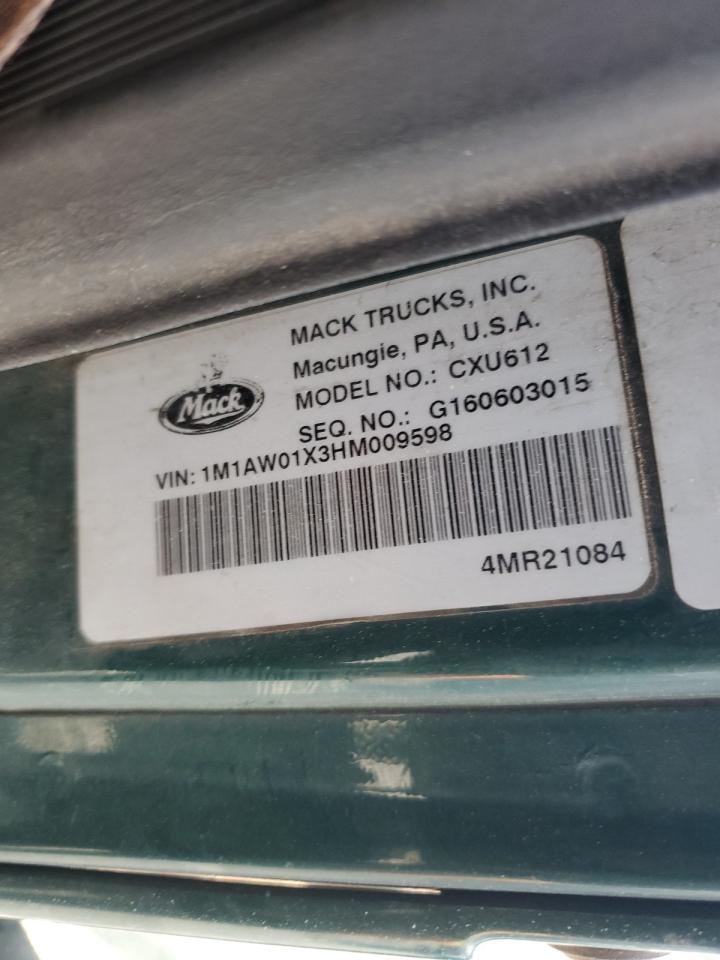 MACK TRUCKS, INC.
Macungie, PA, U.S.A.
MODEL NO.: CXU612
SEQ. NO.: G160603015
Mack
VIN: 1M1AW01X3HM009598
4MR21084